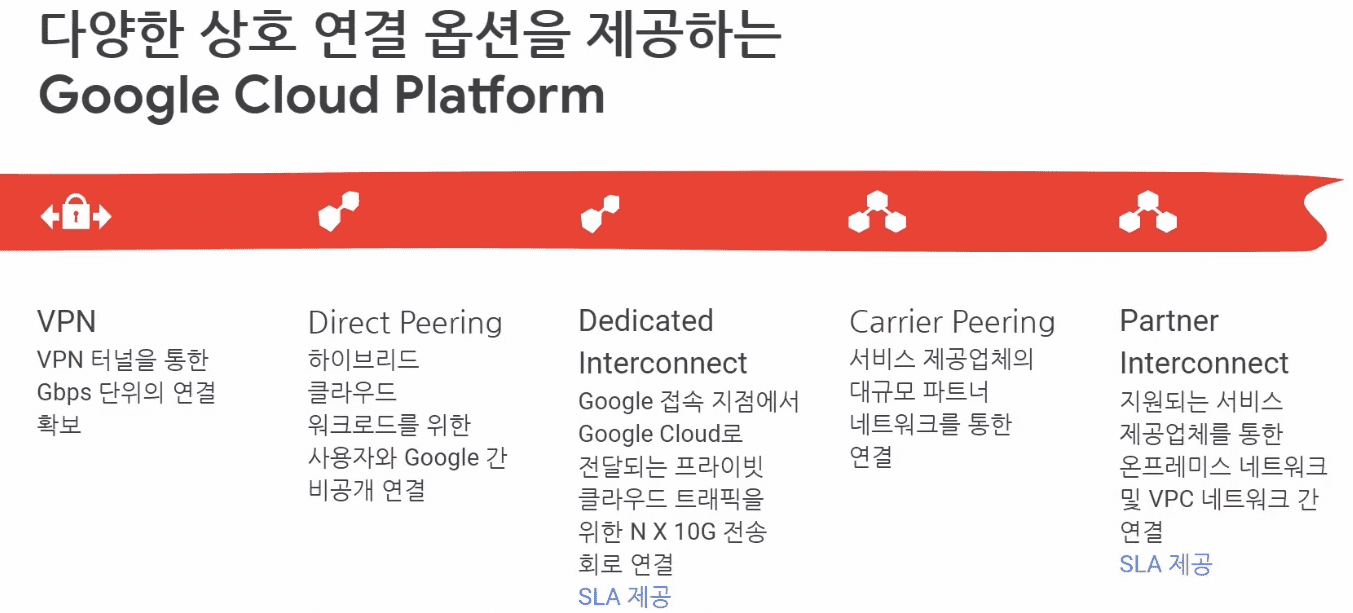 다양한 상호 연결 옵션을 제공하는
Google Cloud Platform
VPN
VPN 터널을 통한
Gbps 단위의 연결
확보
Direct Peering
하이브리드
클라우드
워크로드를 위한
사용자와 Google 간
비공개 연결
Dedicated
Interconnect
Google 접속 지점에서
Google Cloud로
전달되는 프라이빗
클라우드 트래픽을
위한 N X 10G 전송
회로 연결
SLA 제공
Carrier Peering
서비스 제공업체의
대규모 파트너
네트워크를 통한
연결
Partner
Interconnect
지원되는 서비스
제공업체를 통한
온프레미스 네트워크
및 VPC 네트워크 간
연결
SLA 제공